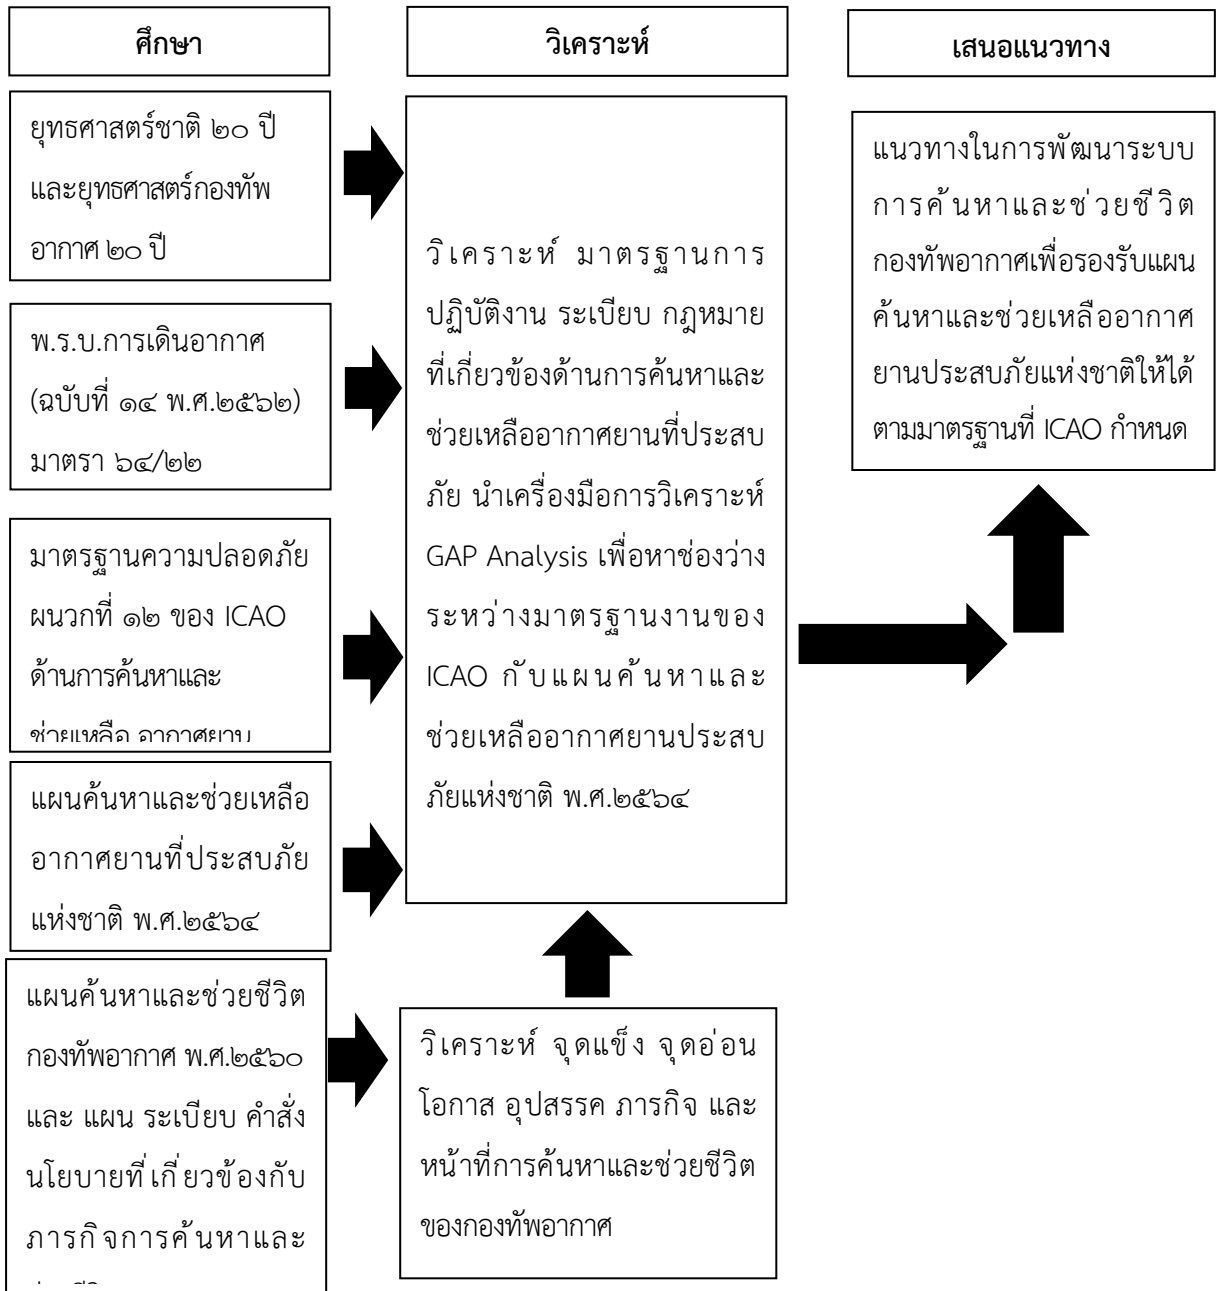 ศึกษา
ยุทธศาสตร์ชาติ ๒๐ ปี
และยุทธศาสตร์กองทัพ
อากาศ ๒๐ ปี
พ.ร.บ.การเดินอากาศ
(ฉบับที่ ๑๔ พ.ศ.๒๕๖๒)
มาตรา ๖๔/๒๒
มาตรฐานความปลอดภัย
ผนวกที่ ๑๒ ของ ICAO
ด้านการค้นหาและ
ช่วยเหลือ อากาศยาน
แผนค้นหาและช่วยเหลือ
อากาศยานที่ประสบภัย
แห่งชาติ พ.ศ.๒๕๖๔
แผนค้นหาและช่วยชีวิต
กองทัพอากาศ พ.ศ.๒๕๖๐
และ แผน ระเบียบ คำสั่ง
นโยบายที่เกี่ยวข้องกับ
ภารกิจการค้นหาและ
วิเคราะห์
วิเคราะห์ มาตรฐานการ
ปฏิบัติงาน ระเบียบ กฎหมาย
ที่เกี่ยวข้องด้านการค้นหาและ
ช่วยเหลืออากาศยานที่ประสบ
ภัย นำเครื่องมือการวิเคราะห์
GAP Analysis เพื่อหาช่องว่าง
ระหว่างมาตรฐานงานของ
ICAO กับแผนค้นหาและ
ช่วยเหลืออากาศยานประสบ
ภัยแห่งชาติ พ.ศ.๒๕๖๔
วิเคราะห์ จุดแข็ง จุดอ่อน
โอกาส อุปสรรค ภารกิจ และ
หน้าที่การค้นหาและช่วยชีวิต
ของกองทัพอากาศ
เสนอแนวทาง
แนวทางในการพัฒนาระบบ
การค้นหาและช่วยชีวิต
กองทัพอากาศเพื่อรองรับแผน
ค้นหาและช่วยเหลืออากาศ
ยานประสบภัยแห่งชาติให้ได้
ตามมาตรฐานที่ ICAO กำหนด